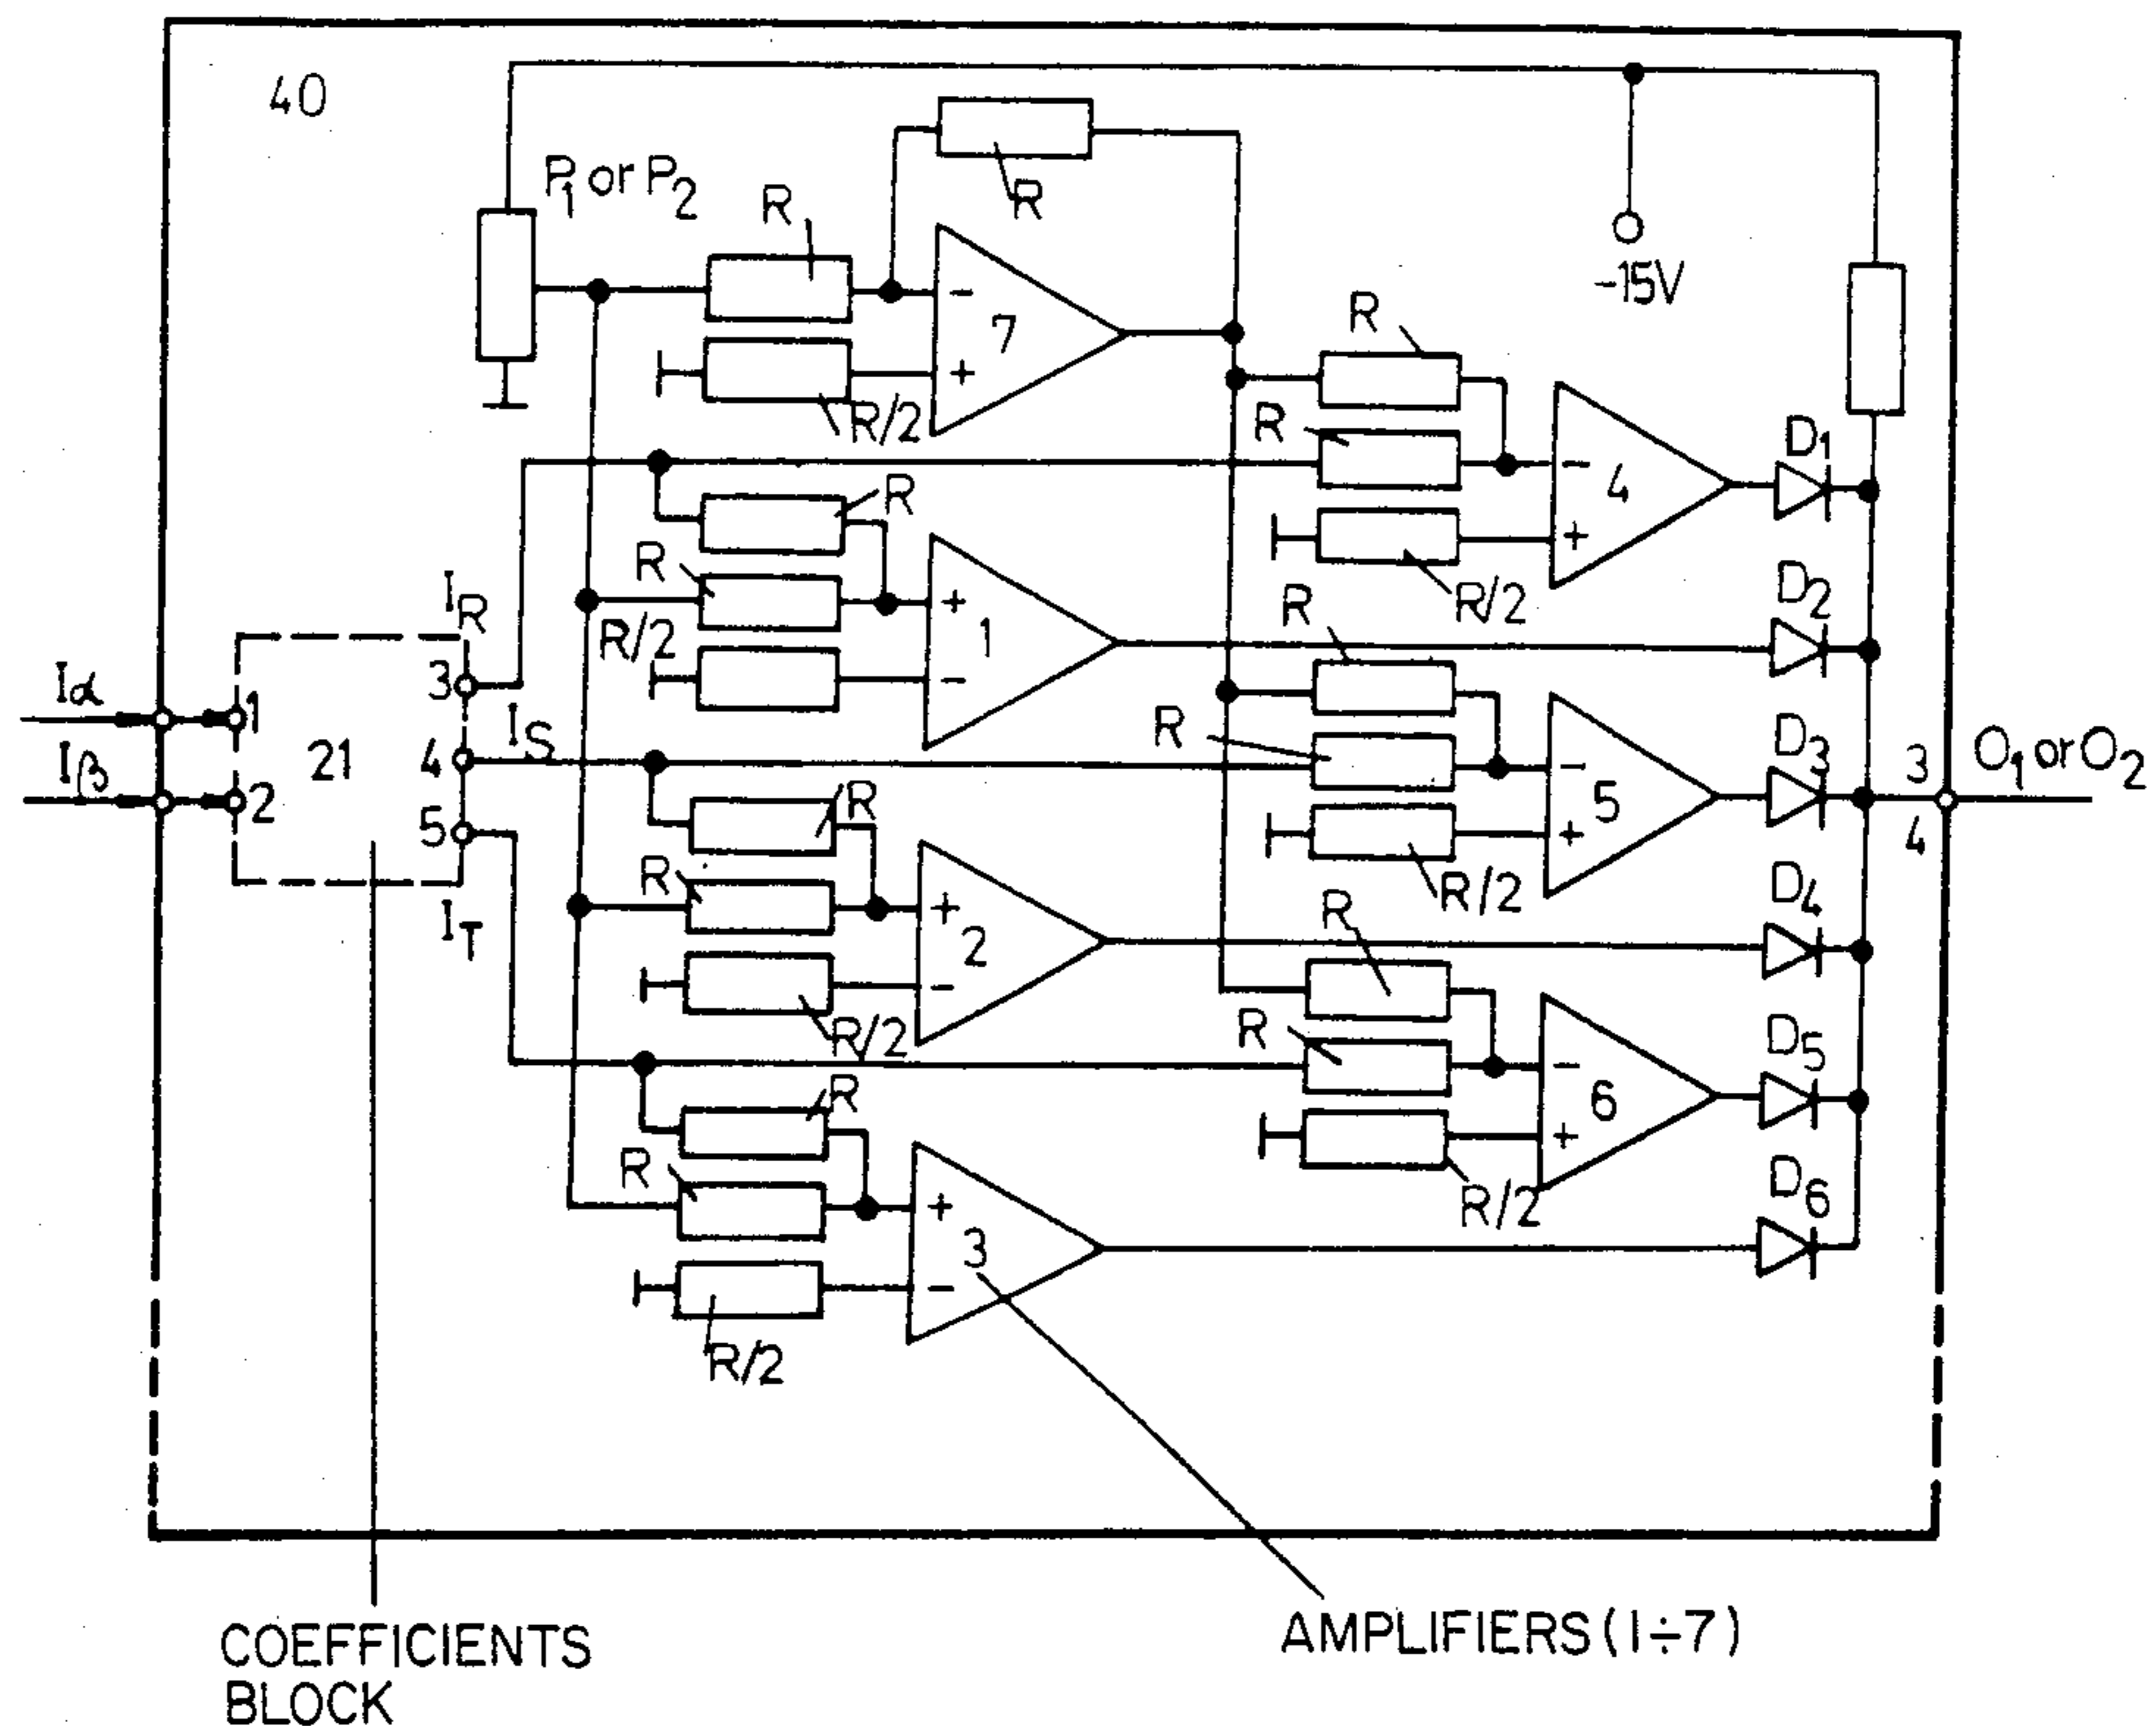 40
P1 or P2
R
R
7
-
+
R/2
-15V
R
R
-
4
+
R/2
D1
R
R
+
1
-
R/2
D2
IR
3
Iα
1
Iβ
2
21
4
IS
5
IT
R
R
-
5
+
R/2
D3
3
4
O1 or O2
R
R
+
2
-
R/2
D4
R
R
-
6
+
R/2
D5
R
R
+
3
-
R/2
D6
COEFFICIENTS
BLOCK
AMPLIFIERS (1÷7)